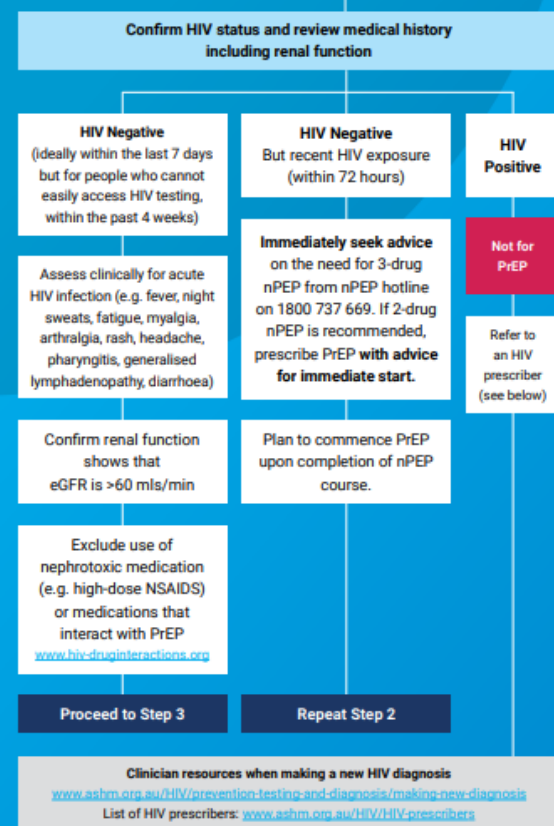 Confirm HIV status and review medical history
including renal function
HIV Negative
(ideally within the last 7 days
but for people who cannot
easily access HIV testing,
within the past 4 weeks)
Assess clinically for acute
HIV infection (e.g. fever, night
sweats, fatigue, myalgia,
arthralgia, rash, headache,
pharyngitis, generalised
lymphadenopathy, diarrhoea)
Confirm renal function
shows that
eGFR is >60 mls/min
Exclude use of
nephrotoxic medication
(e.g. high-dose NSAIDS)
or medications that
interact with PrEP
www.hiv-druginteractions.org
Proceed to Step 3
HIV Negative
But recent HIV exposure
(within 72 hours)
Immediately seek advice
on the need for 3-drug
nPEP from nPEP hotline
on 1800 737 669. If 2-drug
nPEP is recommended,
prescribe PrEP with advice
for immediate start.
Plan to commence PrEP
upon completion of nPEP
course.
Repeat Step 2
HIV
Positive
Not for
PrEP
Refer to
an HIV
prescriber
(see below)
Clinician resources when making a new HIV diagnosis
www.ashm.org.au/HIV/prevention-testing-and-diagnosis/making-new-diagnosis
List of HIV prescribers: www.ashm.org.au/HIV/HIV-prescribers